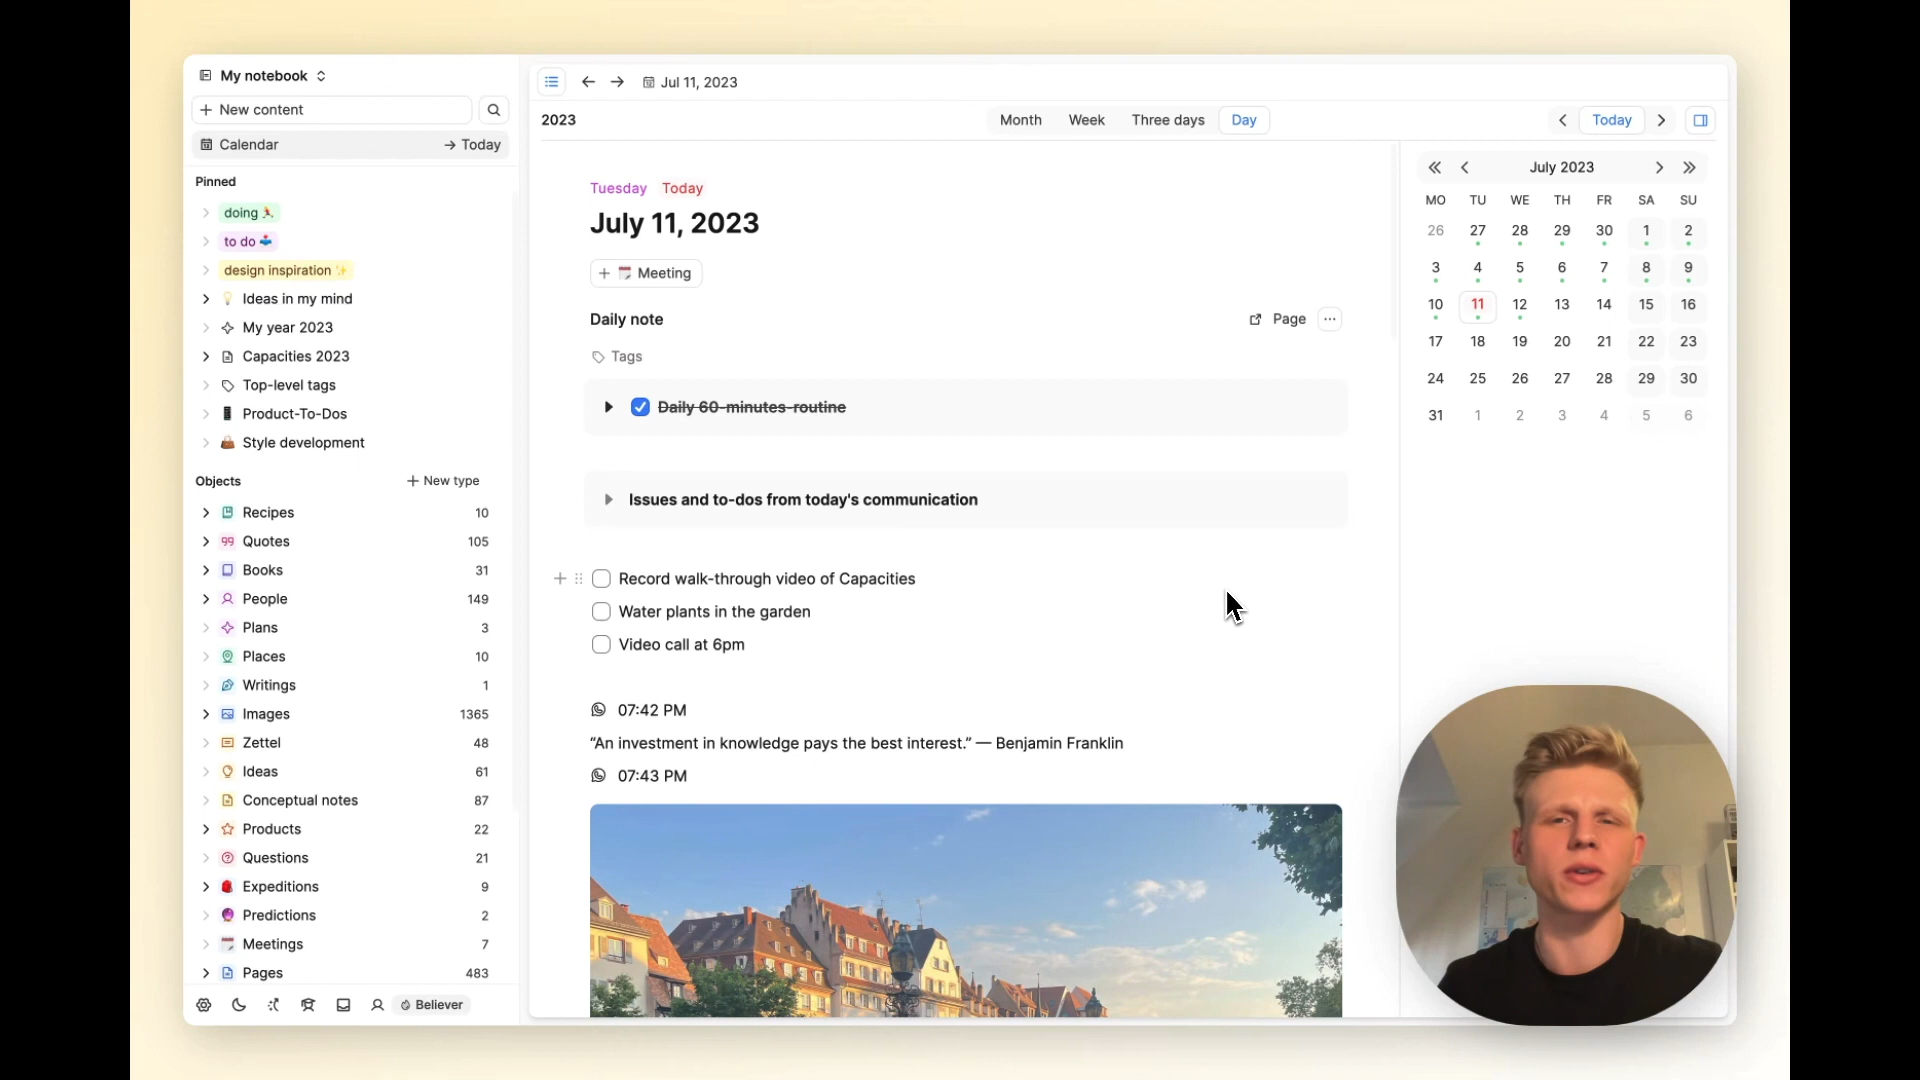 My notebook
New content
Calendar
Today
Pinned
doing
to do
design inspiration
Ideas in my mind
My year 2023
Capacities 2023
Top-level tags
Product-To-Dos
Style development
Objects
New type
Recipes 10
Quotes 105
Books 31
People 149
Plans 3
Places 10
Writings 1
Images 1365
Zettel 48
Ideas 61
Conceptual notes 87
Products 22
Questions 21
Expeditions 9
Predictions 2
Meetings 7
Pages 483
Believer
Jul 11, 2023
2023
Month Week Three days Day
Today
Tuesday Today
July 11, 2023
Meeting
Daily note
Page
Tags
Daily 60-minutes-routine
Issues and to-dos from today's communication
Record walk-through video of Capacities
Water plants in the garden
Video call at 6pm
07:42 PM
“An investment in knowledge pays the best interest.” — Benjamin Franklin
07:43 PM
July 2023
MO TU WE TH FR SA SU
26 27 28 29 30 1 2
3 4 5 6 7 8 9
10 11 12 13 14 15 16
17 18 19 20 21 22 23
24 25 26 27 28 29 30
31 1 2 3 4 5 6